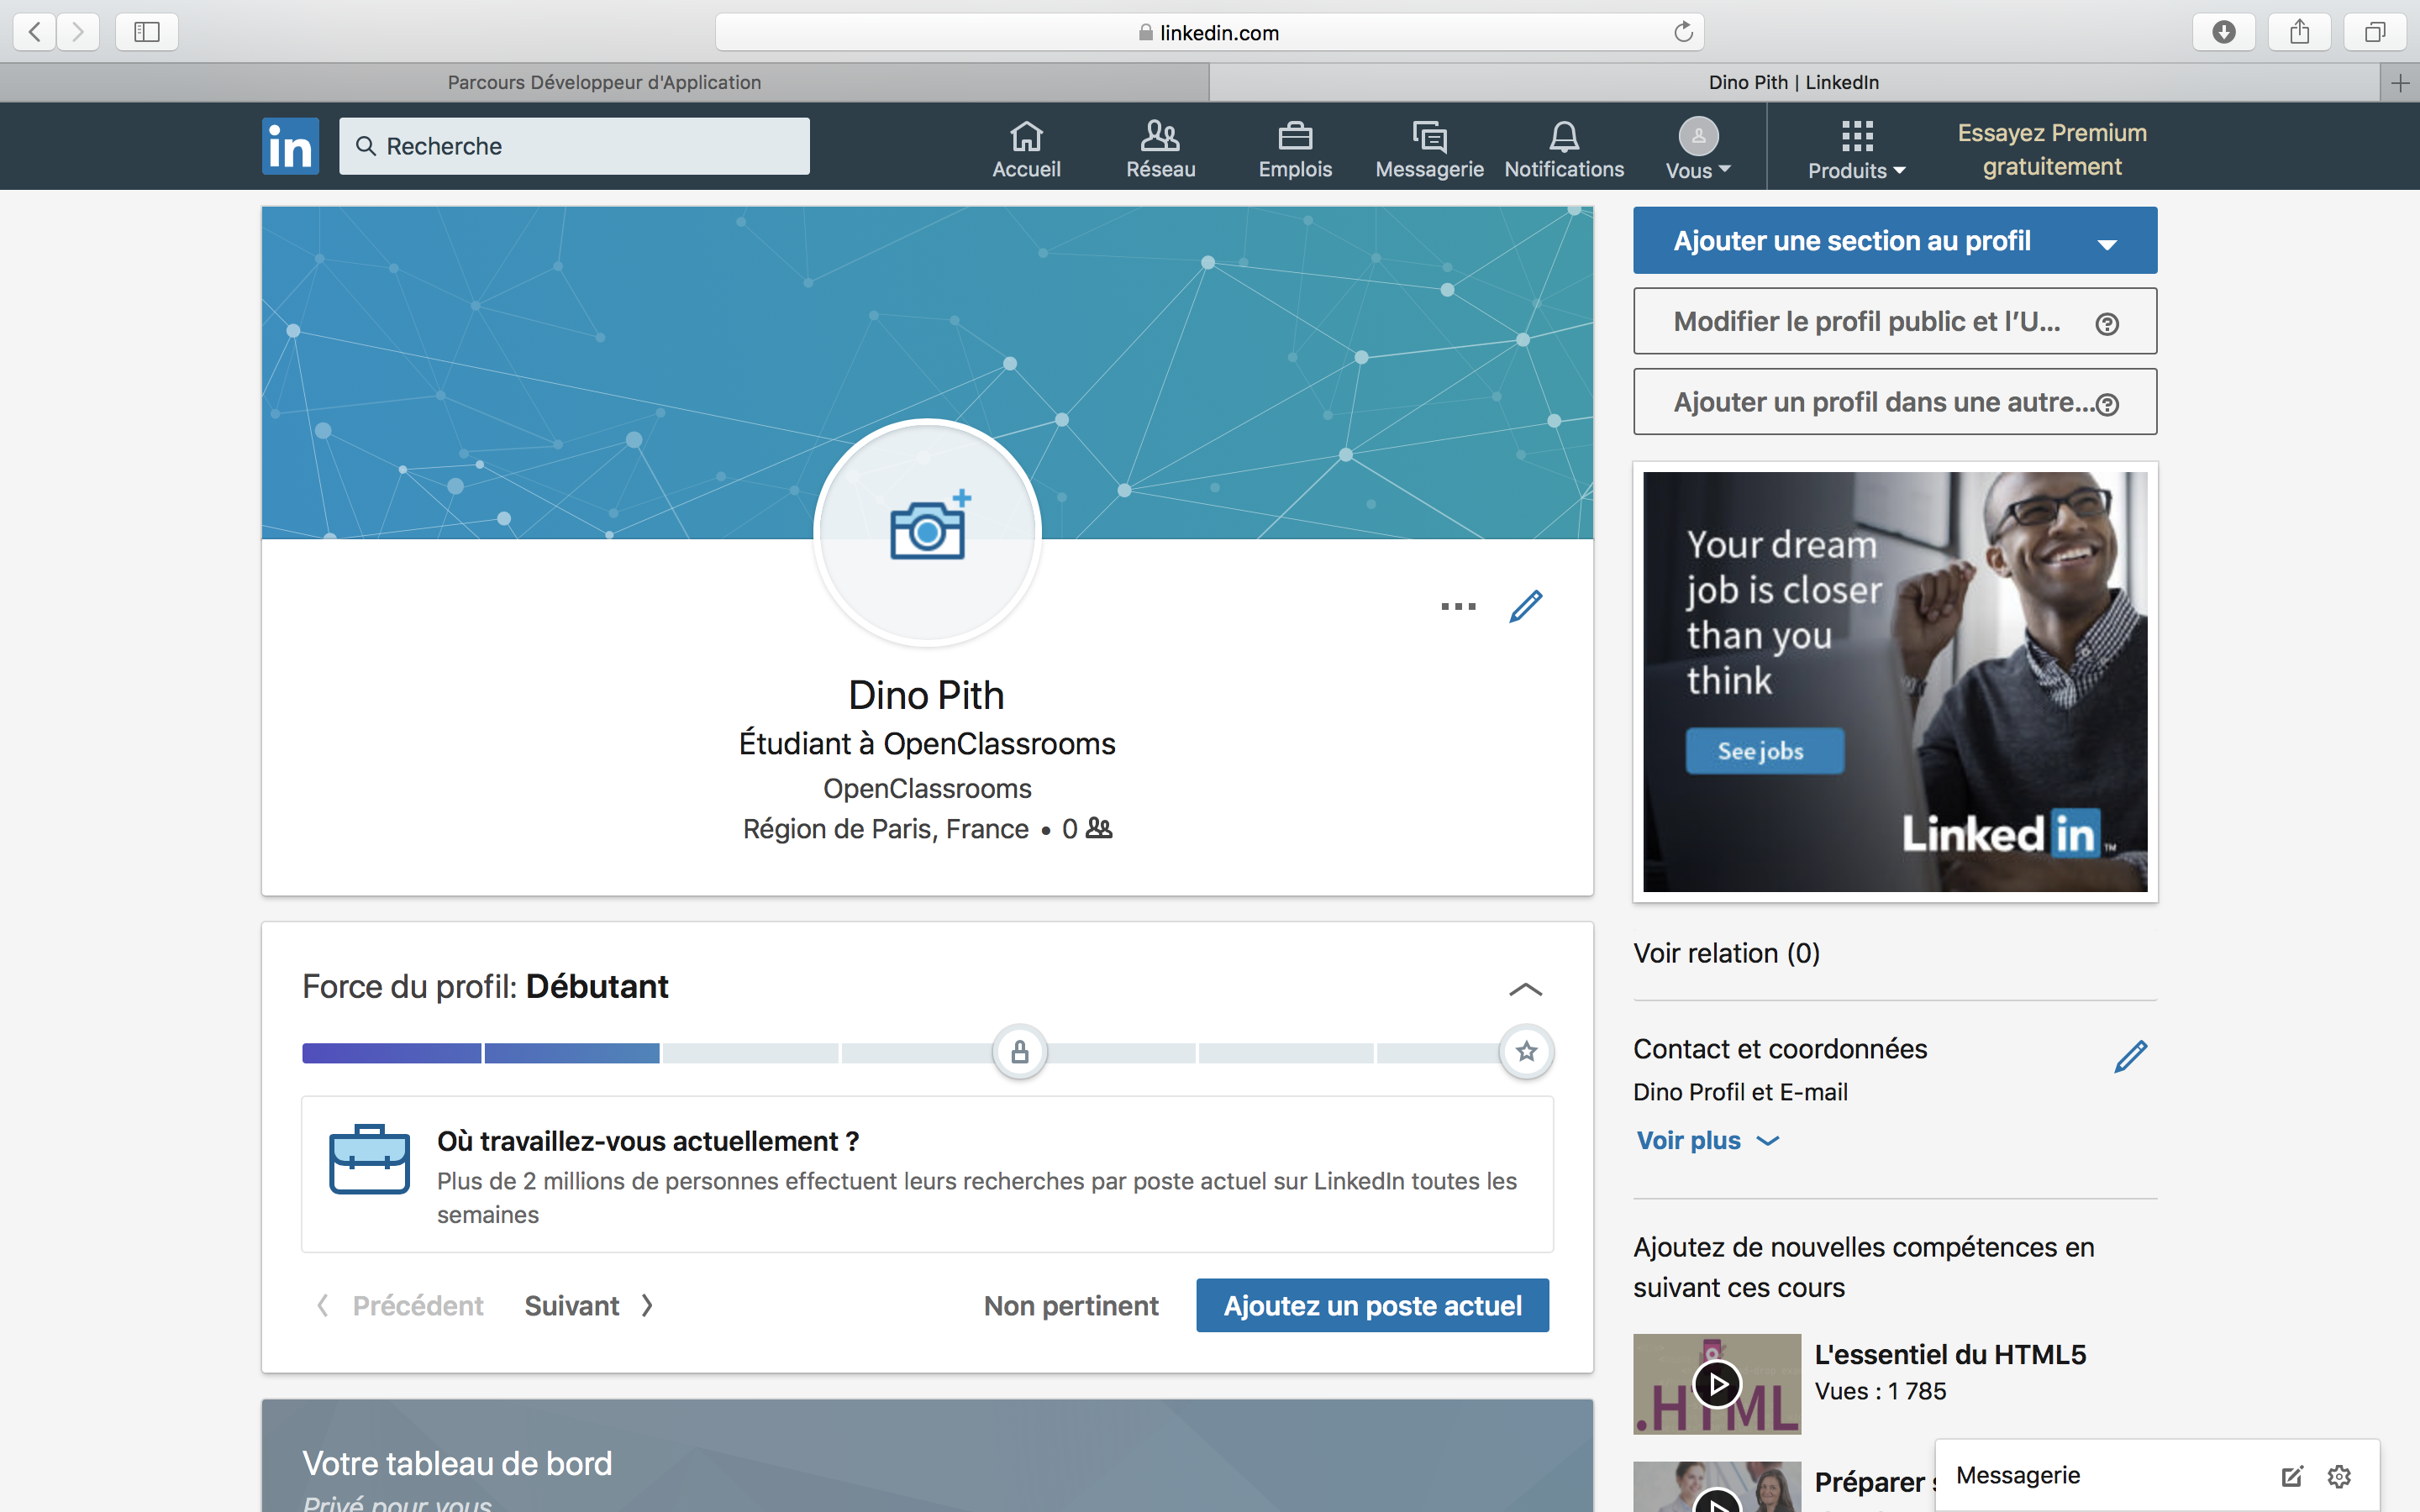 linkedin.com
Parcours Développeur d'Application
Dino Pith | LinkedIn
in
Recherche
Accueil
Réseau
Emplois
Messagerie
Notifications
Vous
Produits
Essayez Premium
gratuitement
Dino Pith
Étudiant à OpenClassrooms
OpenClassrooms
Région de Paris, France • 0
Force du profil: Débutant
Où travaillez-vous actuellement ?
Plus de 2 millions de personnes effectuent leurs recherches par poste actuel sur LinkedIn toutes les
semaines
Précédent
Suivant
Non pertinent
Ajoutez un poste actuel
Votre tableau de bord
Privé pour vous
Ajouter une section au profil
Modifier le profil public et l’U...
Ajouter un profil dans une autre...
Your dream
job is closer
than you
think
See jobs
Linked in ™
Voir relation (0)
Contact et coordonnées
Dino Profil et E-mail
Voir plus
Ajoutez de nouvelles compétences en
suivant ces cours
.HTML
L'essentiel du HTML5
Vues : 1 785
Préparer
Messagerie